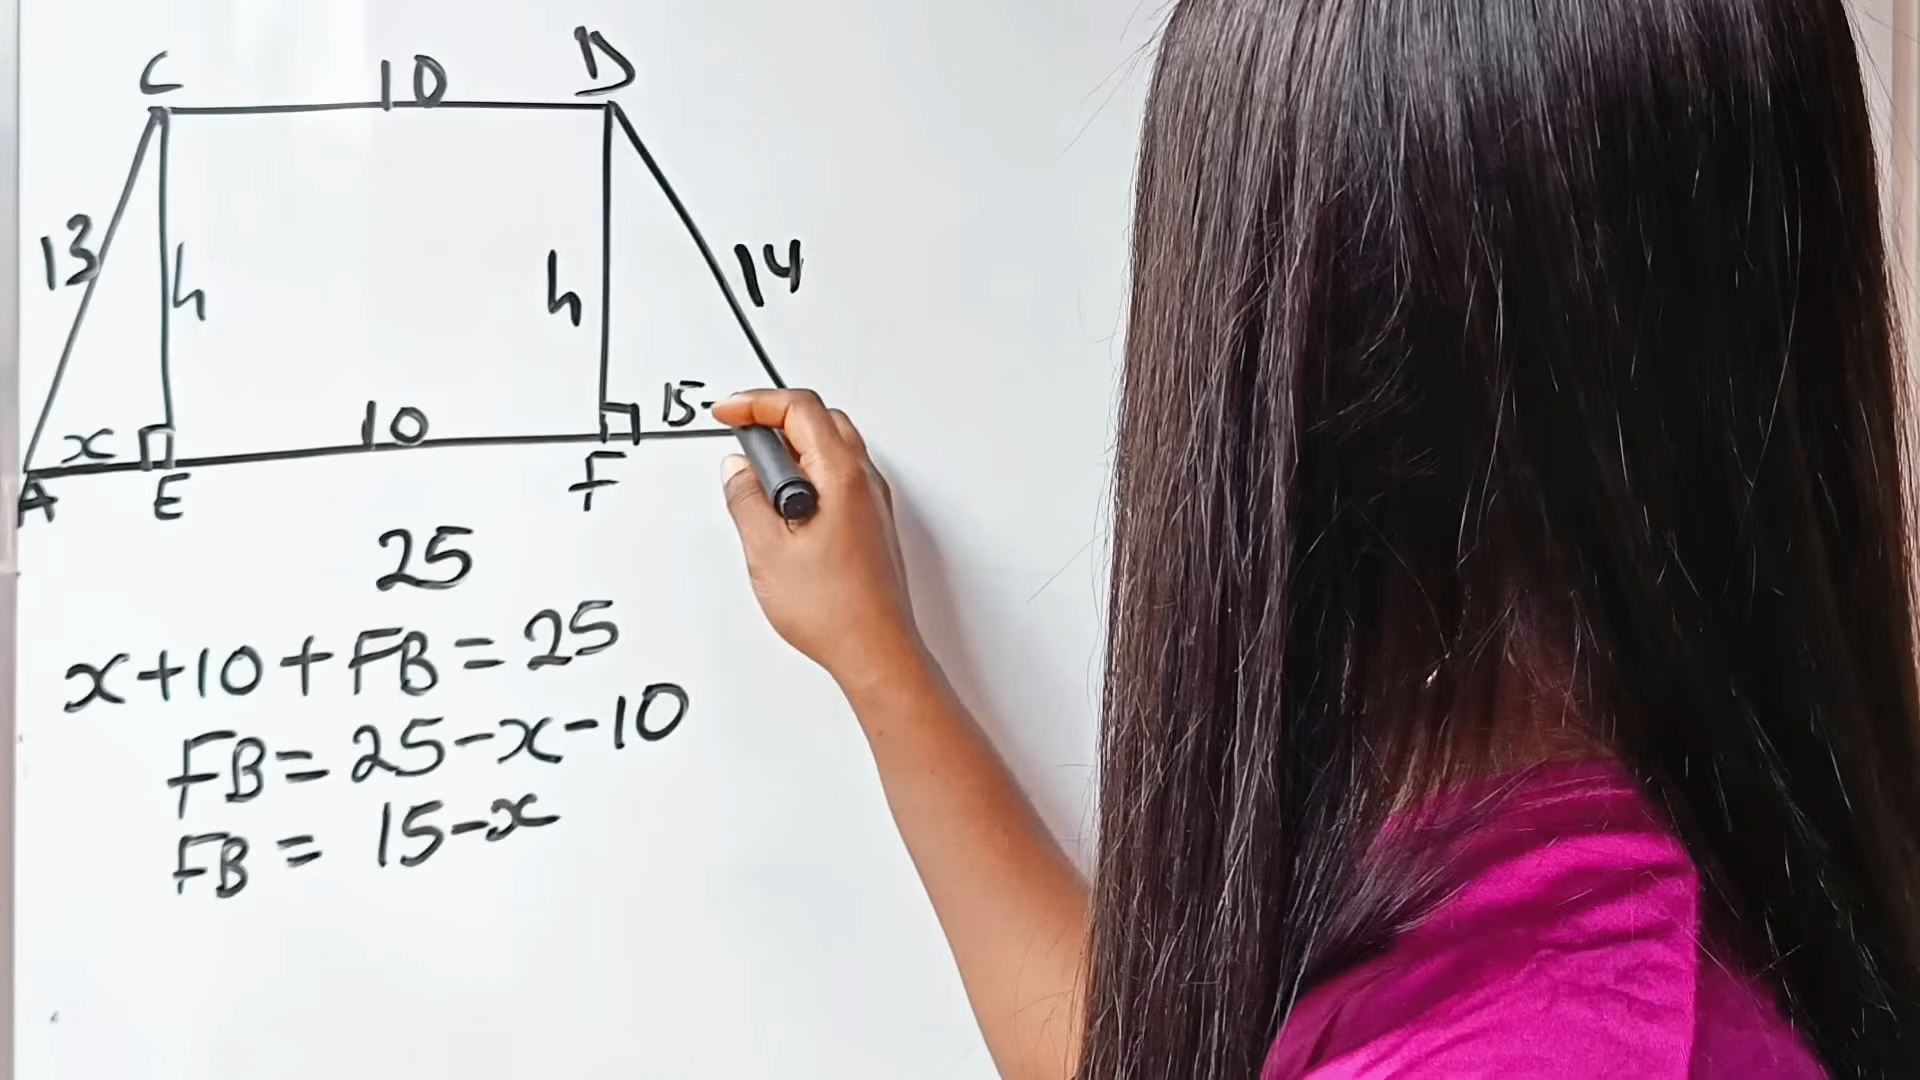 C 10 D
13 h h 14
x 10 15-
A E F
25
x+10+FB=25
FB=25-x-10
FB= 15-x